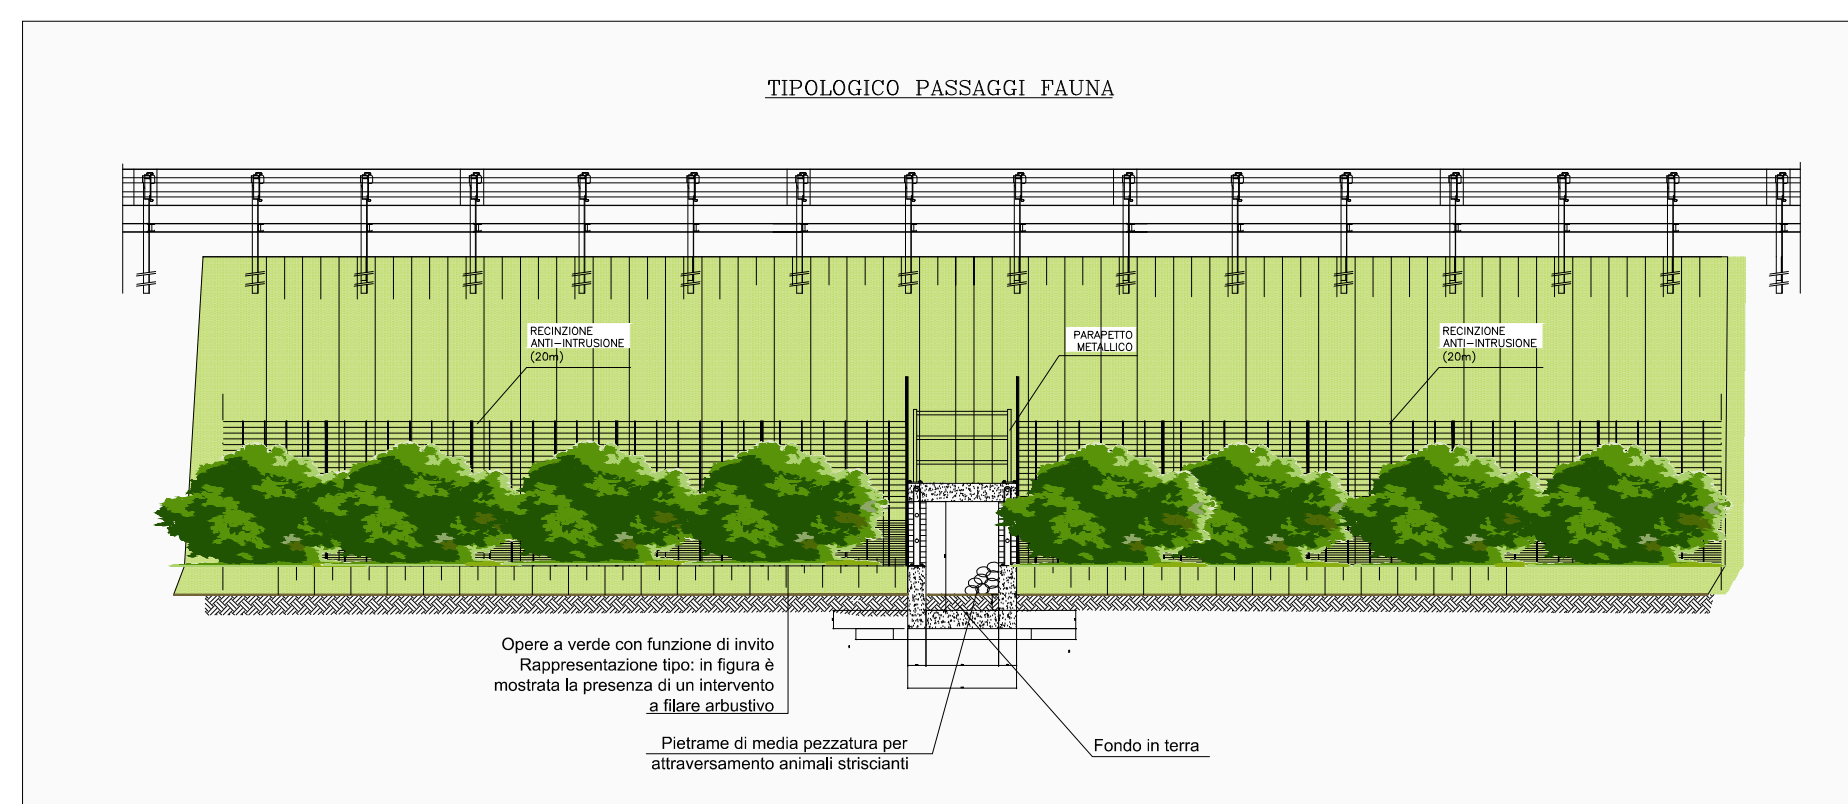 TIPOLOGICO PASSAGGI FAUNA
RECINZIONE
ANTI-INTRUSIONE
(20m)
PARAPETTO
METALLICO
RECINZIONE
ANTI-INTRUSIONE
(20m)
Opere a verde con funzione di invito
Rappresentazione tipo: in figura è
mostrata la presenza di un intervento
a filare arbustivo
Pietrame di media pezzatura per
attraversamento animali striscianti
Fondo in terra